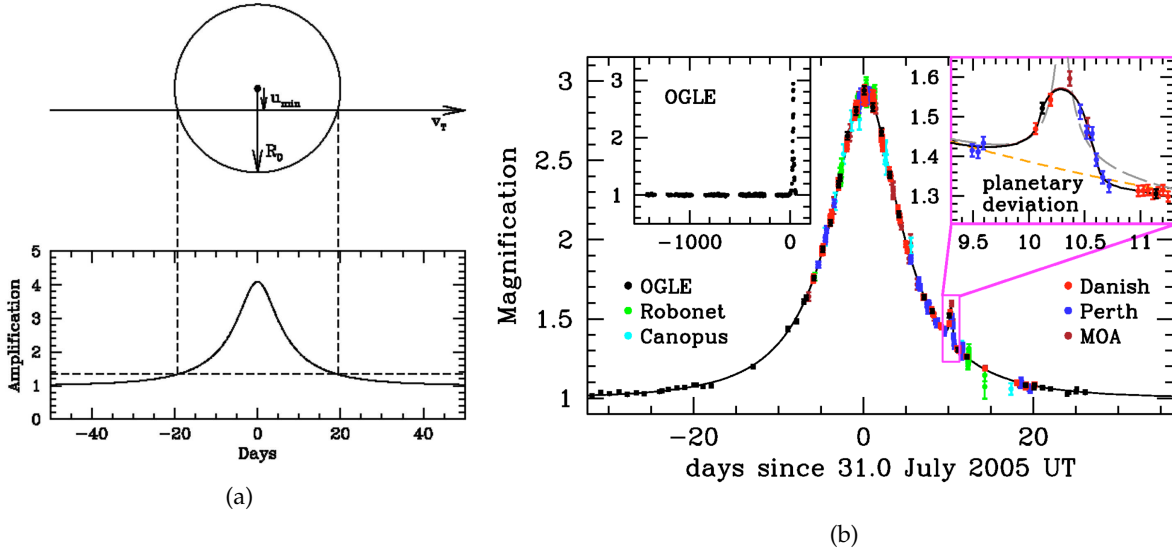 u_min
v_T
R_0
Amplification
5
4
3
2
1
0
−40
−20
0
20
40
Days
(a)
Magnification
3
2.5
2
1.5
1
3
2
1
OGLE
−1000
0
1.6
1.5
1.4
1.3
planetary
deviation
9.5
10
10.5
11
OGLE
Robonet
Canopus
Danish
Perth
MOA
−20
0
20
days since 31.0 July 2005 UT
(b)